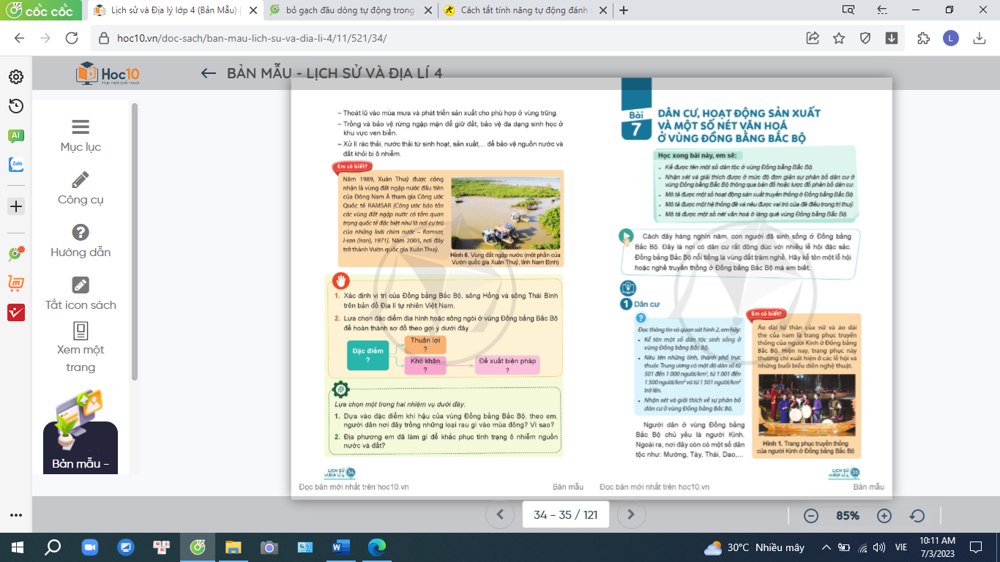 cốc cốc
Lịch sử và Địa lý lớp 4 (Bản Mẫu) |
bỏ gạch đầu dòng tự động trong
Cách tắt tính năng tự động đánh s
hoc10.vn/doc-sach/ban-mau-lich-su-va-dia-li-4/11/521/34/
L
Hoc10
Học một biết mười
BẢN MẪU - LỊCH SỬ VÀ ĐỊA LÍ 4
AI
Zalo
Mục lục
Công cụ
Hướng dẫn
Tắt icon sách
Xem một
trang
Bản mẫu -
– Thoát lũ vào mùa mưa và phát triển sản xuất cho phù hợp ở vùng trũng.
– Trồng và bảo vệ rừng ngập mặn để giữ đất, bảo vệ đa dạng sinh học ở
khu vực ven biển.
– Xử lí rác thải, nước thải từ sinh hoạt, sản xuất,... để bảo vệ nguồn nước và
đất khỏi bị ô nhiễm.
Em có biết?
Năm 1989, Xuân Thuỷ được công
nhận là vùng đất ngập nước đầu tiên
của Đông Nam Á tham gia Công ước
Quốc tế RAMSAR [Công ước bảo tồn
các vùng đất ngập nước có tầm quan
trọng quốc tế đặc biệt như là nơi cư trú
của những loài chim nước – Ramsar,
I-ran (Iran), 1971]. Năm 2003, nơi đây
trở thành Vườn quốc gia Xuân Thuỷ.
Hình 6. Vùng đất ngập nước (một phần của
Vườn quốc gia Xuân Thuỷ, tỉnh Nam Định)
1. Xác định vị trí của Đồng bằng Bắc Bộ, sông Hồng và sông Thái Bình
trên bản đồ Địa lí tự nhiên Việt Nam.
2. Lựa chọn đặc điểm địa hình hoặc sông ngòi ở vùng Đồng bằng Bắc Bộ
để hoàn thành sơ đồ theo gợi ý dưới đây.
Đặc điểm
?
Thuận lợi
?
Khó khăn
?
Đề xuất biện pháp
?
Lựa chọn một trong hai nhiệm vụ dưới đây:
1. Dựa vào đặc điểm khí hậu của vùng Đồng bằng Bắc Bộ, theo em,
người dân nơi đây trồng những loại rau gì vào mùa đông? Vì sao?
2. Địa phương em đã làm gì để khắc phục tình trạng ô nhiễm nguồn
nước và đất?
LỊCH SỬ
VÀ ĐỊA LÍ 4
34
Đọc bản mới nhất trên hoc10.vn
Bản mẫu
Bài
7
DÂN CƯ, HOẠT ĐỘNG SẢN XUẤT
VÀ MỘT SỐ NÉT VĂN HOÁ
Ở VÙNG ĐỒNG BẰNG BẮC BỘ
Học xong bài này, em sẽ:
• Kể được tên một số dân tộc ở vùng Đồng bằng Bắc Bộ.
• Nhận xét và giải thích được ở mức độ đơn giản sự phân bố dân cư ở
vùng Đồng bằng Bắc Bộ thông qua bản đồ hoặc lược đồ phân bố dân cư.
• Mô tả được một số hoạt động sản xuất truyền thống ở Đồng bằng Bắc Bộ.
• Mô tả được một hệ thống đê và nêu được vai trò của đê điều trong trị thuỷ.
• Mô tả được một số nét văn hoá ở làng quê vùng Đồng bằng Bắc Bộ.
Cách đây hàng nghìn năm, con người đã sinh sống ở Đồng bằng
Bắc Bộ. Đây là nơi có dân cư rất đông đúc với nhiều lễ hội đặc sắc.
Đồng bằng Bắc Bộ nổi tiếng là vùng đất trăm nghề. Hãy kể tên một lễ hội
hoặc nghề truyền thống ở Đồng bằng Bắc Bộ mà em biết.
1 Dân cư
?
Đọc thông tin và quan sát hình 2, em hãy:
• Kể tên một số dân tộc sinh sống ở
vùng Đồng bằng Bắc Bộ.
• Nêu tên những tỉnh, thành phố trực
thuộc Trung ương có mật độ dân số từ
501 đến 1 000 người/km², từ 1 001 đến
1 500 người/km² và từ 1 501 người/km²
trở lên.
• Nhận xét và giải thích về sự phân bố
dân cư ở vùng Đồng bằng Bắc Bộ.
Người dân ở vùng Đồng bằng
Bắc Bộ chủ yếu là người Kinh.
Ngoài ra, nơi đây còn có một số dân
tộc như: Mường, Tày, Thái, Dao,...
Em có biết?
Áo dài tứ thân của nữ và áo dài
the của nam là trang phục truyền
thống của người Kinh ở Đồng bằng
Bắc Bộ. Hiện nay, trang phục này
thường chỉ xuất hiện ở các lễ hội và
những buổi biểu diễn nghệ thuật.
Hình 1. Trang phục truyền thống
của người Kinh ở Đồng bằng Bắc Bộ
LỊCH SỬ
VÀ ĐỊA LÍ 4
35
Đọc bản mới nhất trên hoc10.vn
Bản mẫu
34 - 35 / 121
85%
30°C Nhiều mây
VIE
10:11 AM
7/3/2023